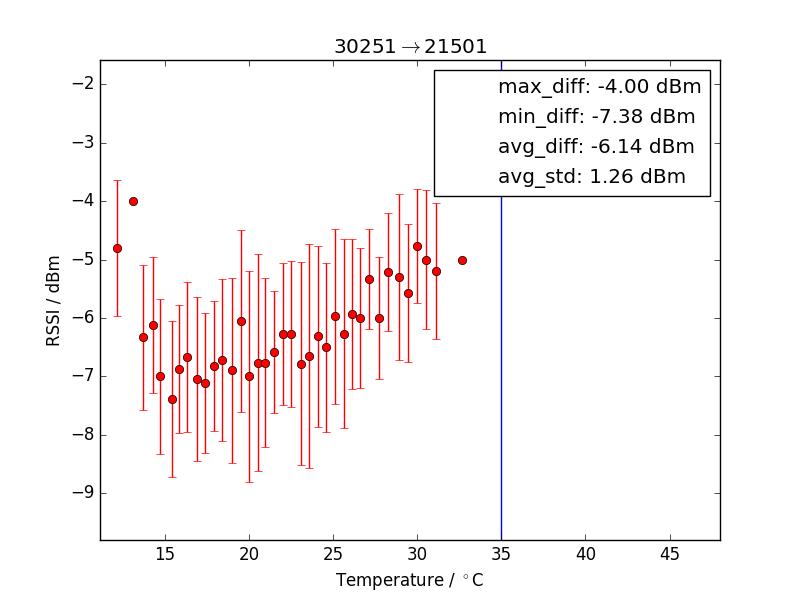 30251→21501
max_diff: -4.00 dBm
min_diff: -7.38 dBm
avg_diff: -6.14 dBm
avg_std: 1.26 dBm
RSSI / dBm
−2
−3
−4
−5
−6
−7
−8
−9
15 20 25 30 35 40 45
Temperature / °C